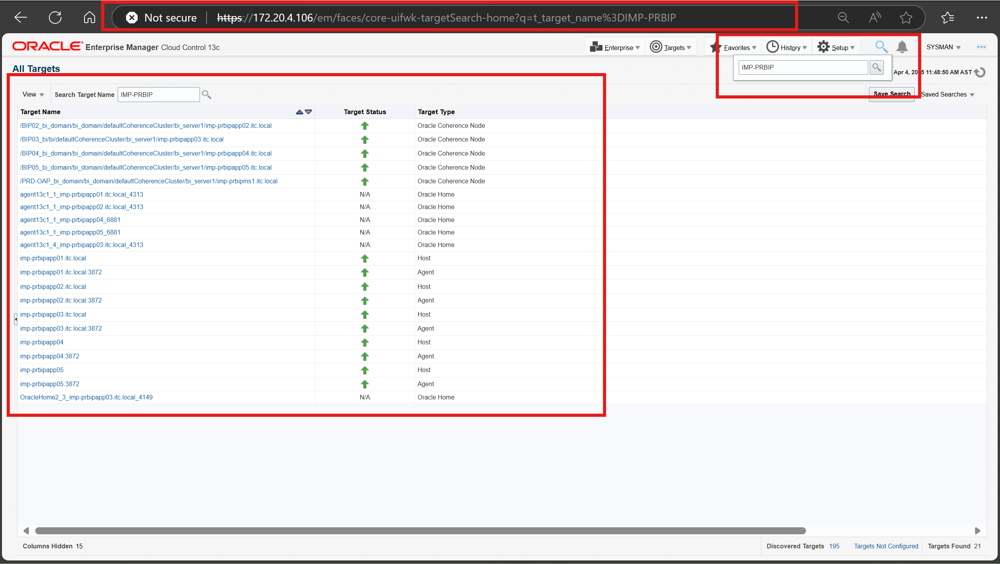 Not secure https://172.20.4.106/em/faces/core-uifwk-targetSearch-home?q=t_target_name%3DIMP-PRBIP
ORACLE Enterprise Manager Cloud Control 13c Enterprise Targets Favorites History Setup SYSMAN
IMP-PRBIP
All Targets
Apr 4, 20 5 11:48:50 AM AST
View Search Target Name IMP-PRBIP Save Search Saved Searches
Target Name Target Status Target Type
/BIP02_bi_domain/bi_domain/defaultCoherenceCluster/bi_server1/imp-prbipapp02.itc.local Oracle Coherence Node
/BIP03_bi/bi/defaultCoherenceCluster/bi_server1/imp-prbipapp03.itc.local Oracle Coherence Node
/BIP04_bi_domain/bi_domain/defaultCoherenceCluster/bi_server1/imp-prbipapp04.itc.local Oracle Coherence Node
/BIP05_bi_domain/bi_domain/defaultCoherenceCluster/bi_server1/imp-prbipapp05.itc.local Oracle Coherence Node
/PRD-OAP_bi_domain/bi_domain/defaultCoherenceCluster/bi_server1/imp-prbipms1.itc.local Oracle Coherence Node
agent13c1_1_imp-prbipapp01.itc.local_4313 N/A Oracle Home
agent13c1_1_imp-prbipapp02.itc.local_4313 N/A Oracle Home
agent13c1_1_imp-prbipapp04_6881 N/A Oracle Home
agent13c1_1_imp-prbipapp05_6881 N/A Oracle Home
agent13c1_4_imp-prbipapp03.itc.local_4313 N/A Oracle Home
imp-prbipapp01.itc.local Host
imp-prbipapp01.itc.local:3872 Agent
imp-prbipapp02.itc.local Host
imp-prbipapp02.itc.local:3872 Agent
imp-prbipapp03.itc.local Host
imp-prbipapp03.itc.local:3872 Agent
imp-prbipapp04 Host
imp-prbipapp04:3872 Agent
imp-prbipapp05 Host
imp-prbipapp05:3872 Agent
OracleHome2_3_imp-prbipapp03.itc.local_4149 N/A Oracle Home
Columns Hidden 15 Discovered Targets 195 Targets Not Configured Targets Found 21